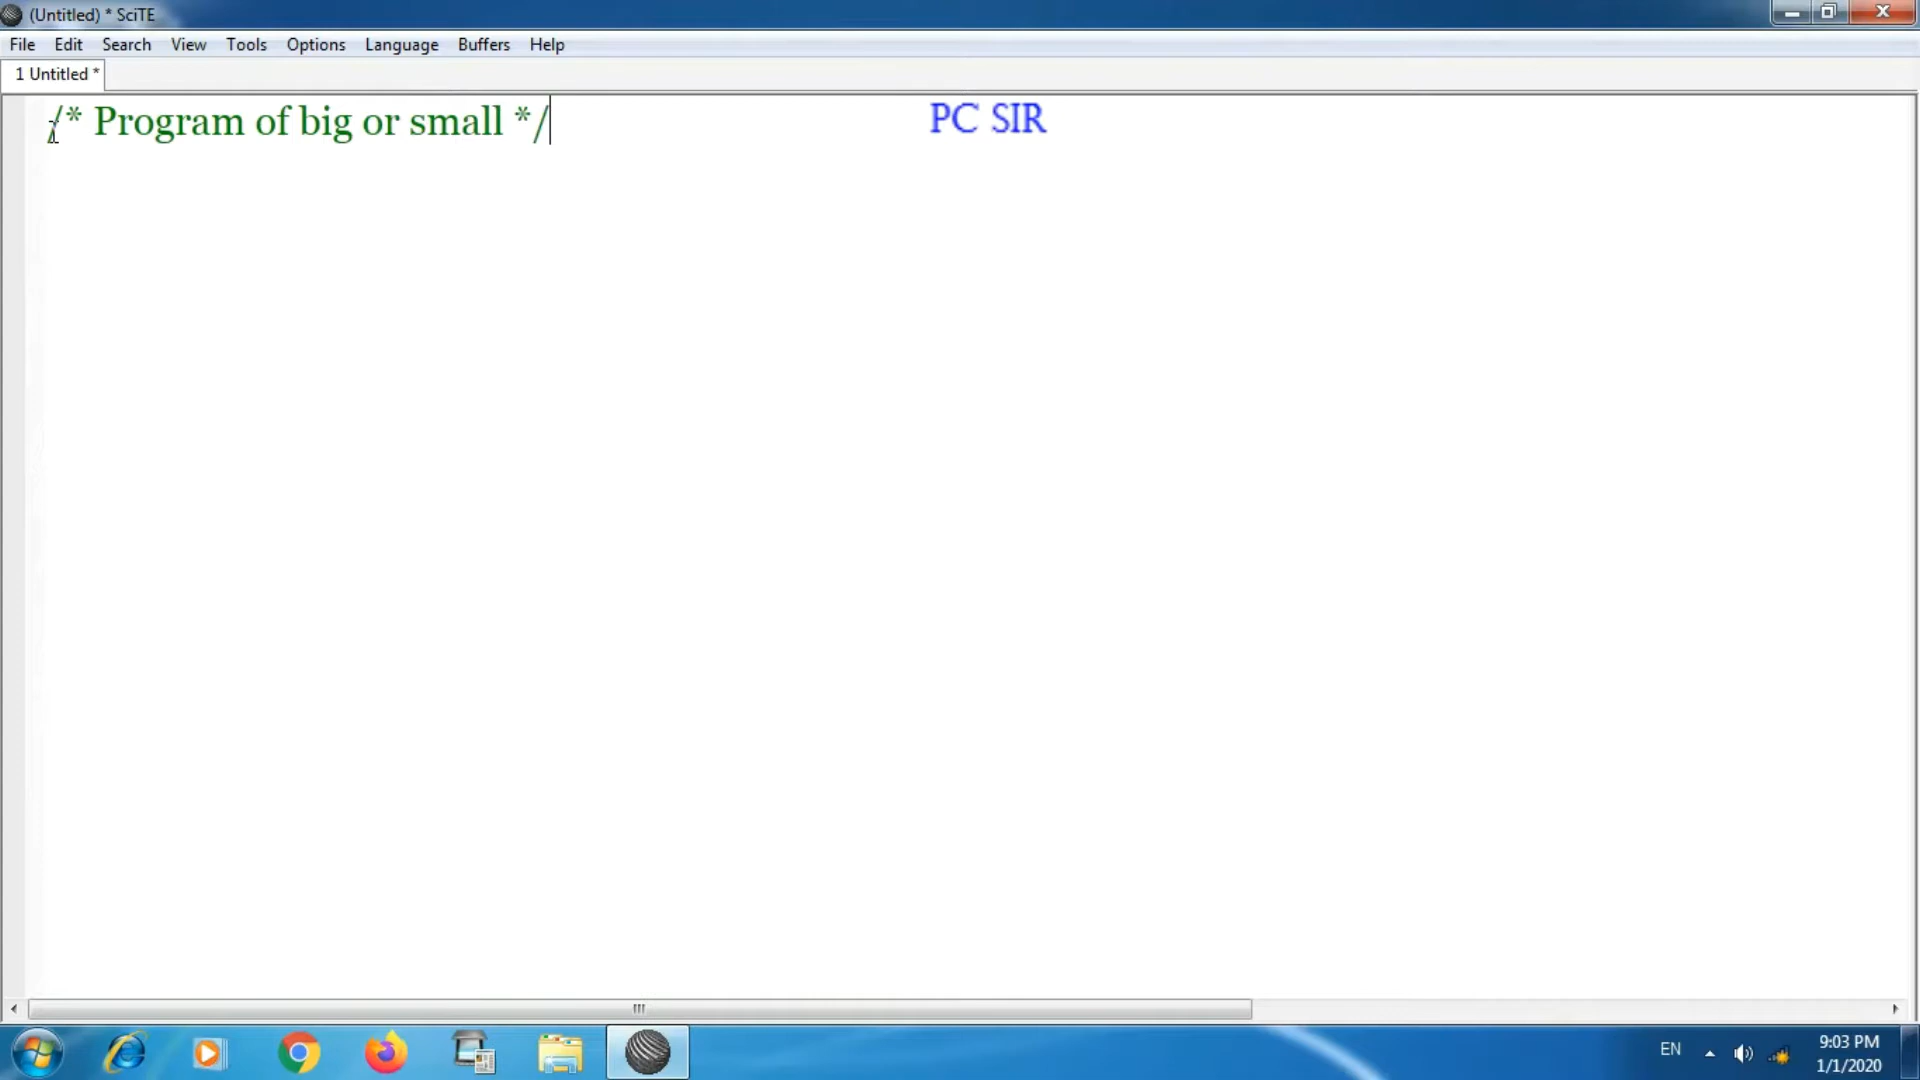 (Untitled) * SciTE
File Edit Search View Tools Options Language Buffers Help
1 Untitled *
/* Program of big or small */
PC SIR
EN
9:03 PM
1/1/2020